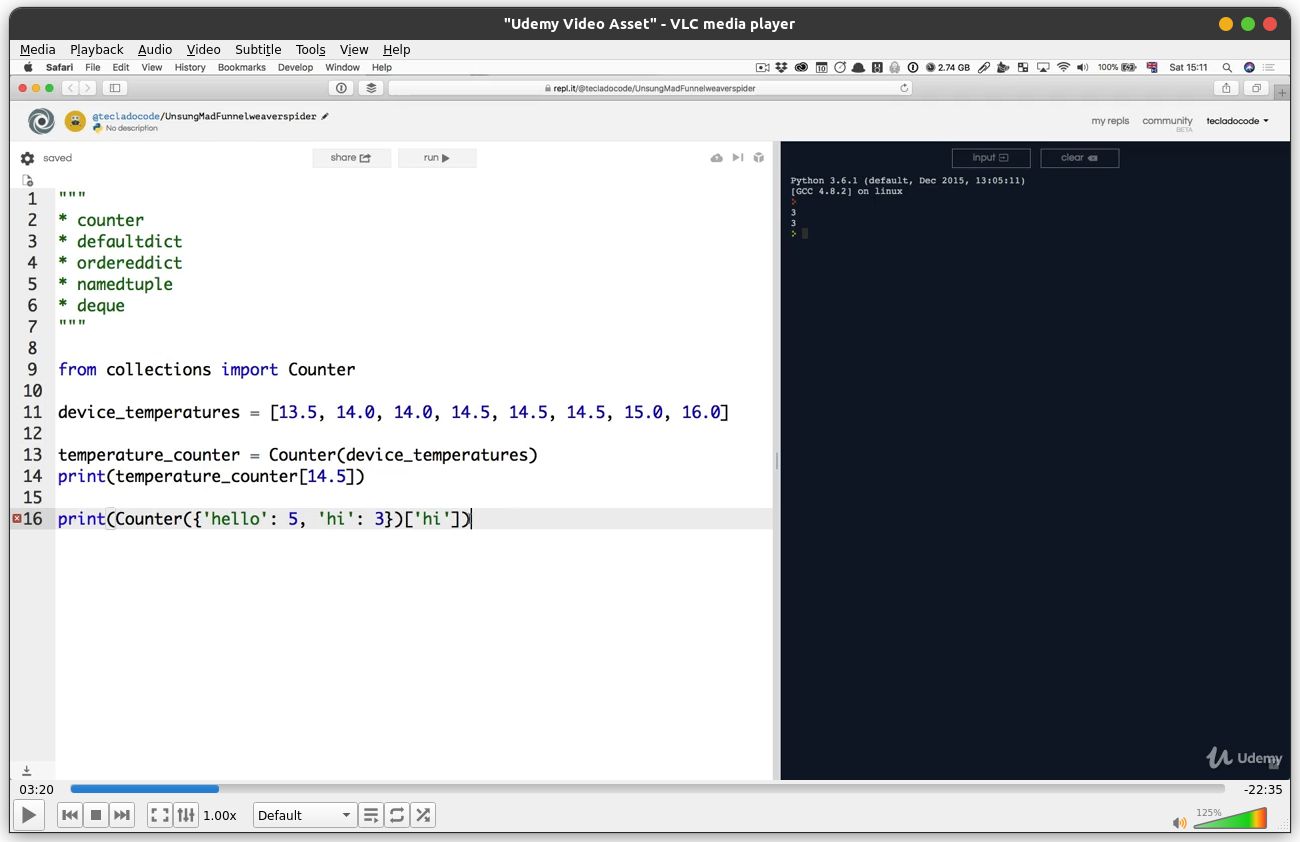 "Udemy Video Asset" - VLC media player
Media Playback Audio Video Subtitle Tools View Help
Safari File Edit View History Bookmarks Develop Window Help 2.74 GB 100% Sat 15:11
repl.it/@tecladocode/UnsungMadFunnelweaverspider
@tecladocode/UnsungMadFunnelweaverspider
No description
my repls community BETA tecladocode
saved share run input clear
Python 3.6.1 (default, Dec 2015, 13:05:11)
[GCC 4.8.2] on linux
>
3
3
>
1 """
2 * counter
3 * defaultdict
4 * ordereddict
5 * namedtuple
6 * deque
7 """
8
9 from collections import Counter
10
11 device_temperatures = [13.5, 14.0, 14.0, 14.5, 14.5, 14.5, 15.0, 16.0]
12
13 temperature_counter = Counter(device_temperatures)
14 print(temperature_counter[14.5])
15
16 print(Counter({'hello': 5, 'hi': 3})['hi'])
Udemy
03:20 -22:35
1.00x Default 125%